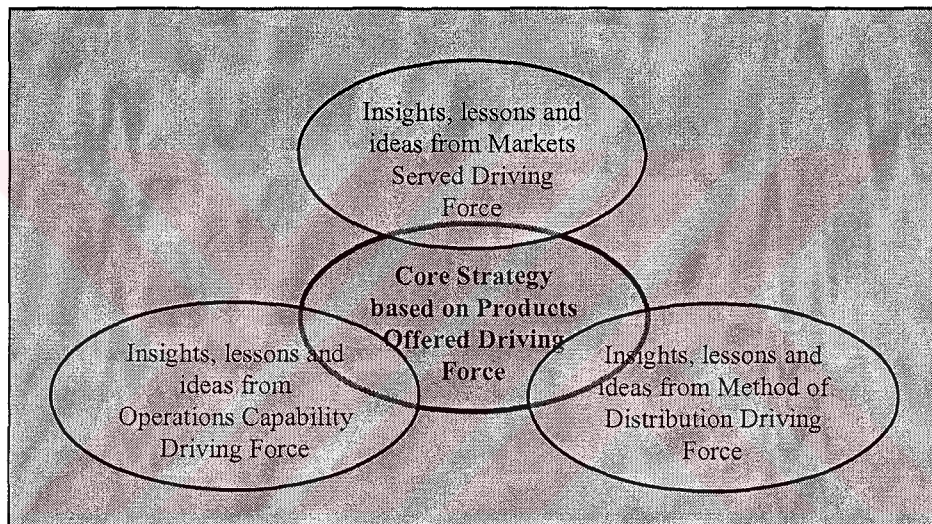 Insights, lessons and
ideas from Markets
Served Driving
Force
Core Strategy
based on Products
Offered Driving
Force
Insights, lessons and
ideas from
Operations Capability
Driving Force
Insights, lessons and
ideas from Method of
Distribution Driving
Force